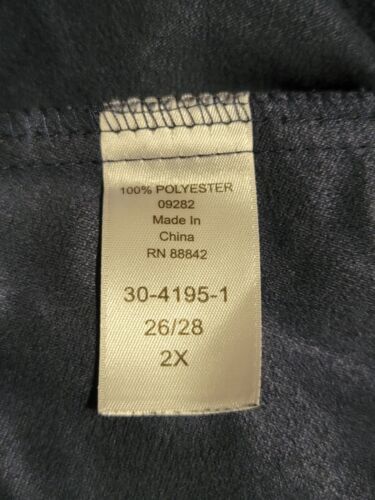 100% POLYESTER
09282
Made In
China
RN 88842
30-4195-1
26/28
2X